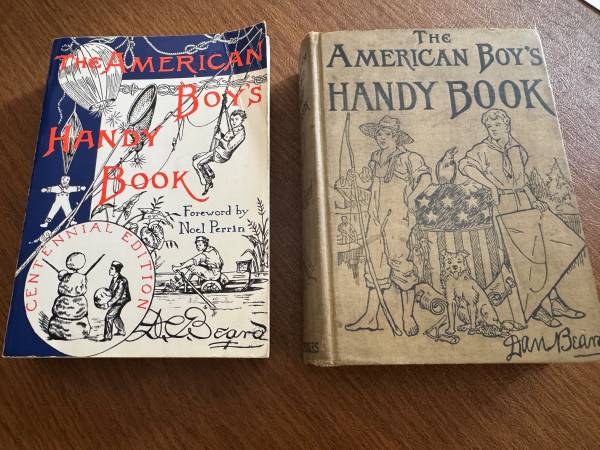 THE AMERICAN
BOY'S
HANDY
BOOK
Foreword by
Noel Perrin
CENTENNIAL EDITION
D.C. Beard
THE
AMERICAN BOY'S
HANDY BOOK
Dan Beard